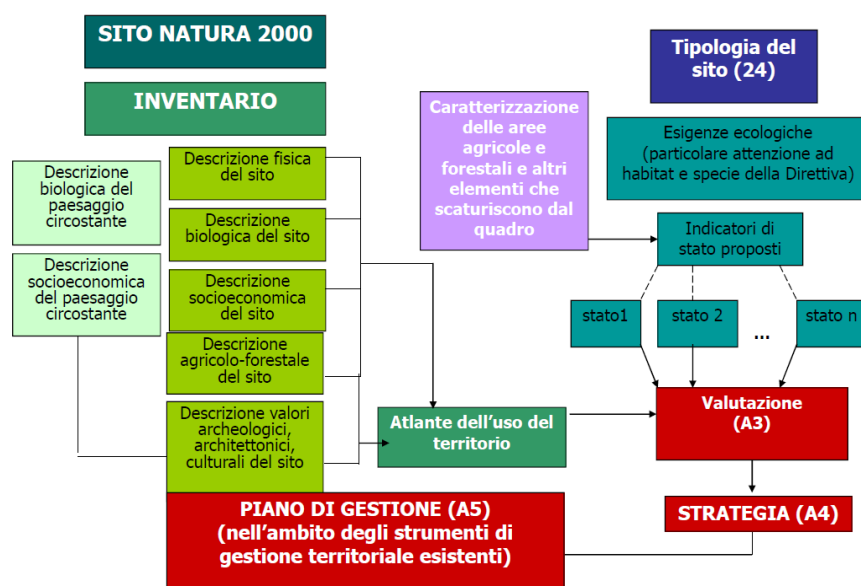 SITO NATURA 2000
INVENTARIO
Descrizione
biologica del
paesaggio
circostante
Descrizione
socioeconomica
del paesaggio
circostante
Descrizione fisica
del sito
Descrizione
biologica del sito
Descrizione
socioeconomica
del sito
Descrizione
agricolo-forestale
del sito
Descrizione valori
archeologici,
architettonici,
culturali del sito
Caratterizzazione
delle aree
agricole e
forestali e altri
elementi che
scaturiscono dal
quadro
Tipologia del
sito (24)
Esigenze ecologiche
(particolare attenzione ad
habitat e specie della Direttiva)
Indicatori di
stato proposti
stato1
stato 2
...
stato n
Atlante dell’uso del
territorio
Valutazione
(A3)
STRATEGIA (A4)
PIANO DI GESTIONE (A5)
(nell’ambito degli strumenti di
gestione territoriale esistenti)